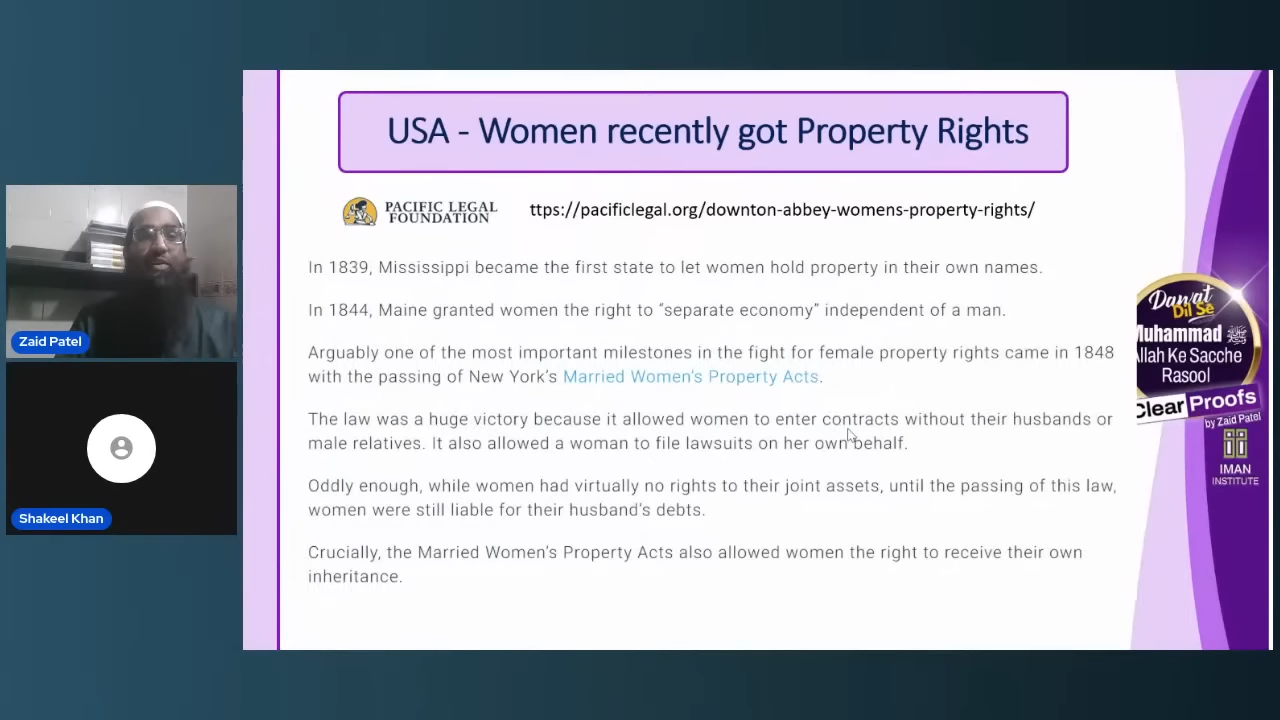 USA - Women recently got Property Rights
PACIFIC LEGAL
FOUNDATION
ttps://pacificlegal.org/downton-abbey-womens-property-rights/
In 1839, Mississippi became the first state to let women hold property in their own names.
In 1844, Maine granted women the right to “separate economy” independent of a man.
Arguably one of the most important milestones in the fight for female property rights came in 1848
with the passing of New York’s Married Women’s Property Acts.
The law was a huge victory because it allowed women to enter contracts without their husbands or
male relatives. It also allowed a woman to file lawsuits on her own behalf.
Oddly enough, while women had virtually no rights to their joint assets, until the passing of this law,
women were still liable for their husband’s debts.
Crucially, the Married Women’s Property Acts also allowed women the right to receive their own
inheritance.
Zaid Patel
Shakeel Khan
Dawat
Dil Se
Muhammad ﷺ
llah Ke Sacche
Rasool
Clear Proofs
by Zaid Patel
IMAN
INSTITUTE